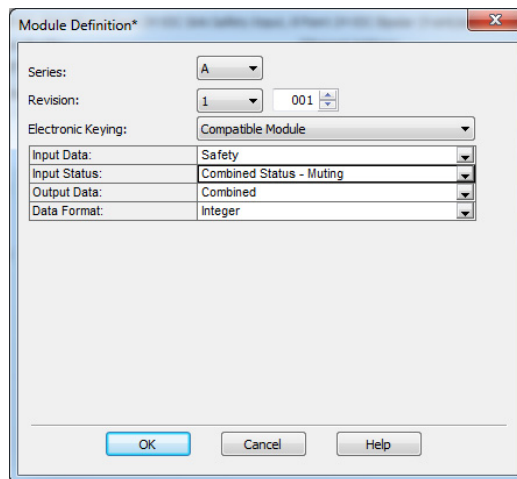 Module Definition*
Series: A
Revision: 1 001
Electronic Keying: Compatible Module
Input Data: Safety
Input Status: Combined Status - Muting
Output Data: Combined
Data Format: Integer
OK Cancel Help